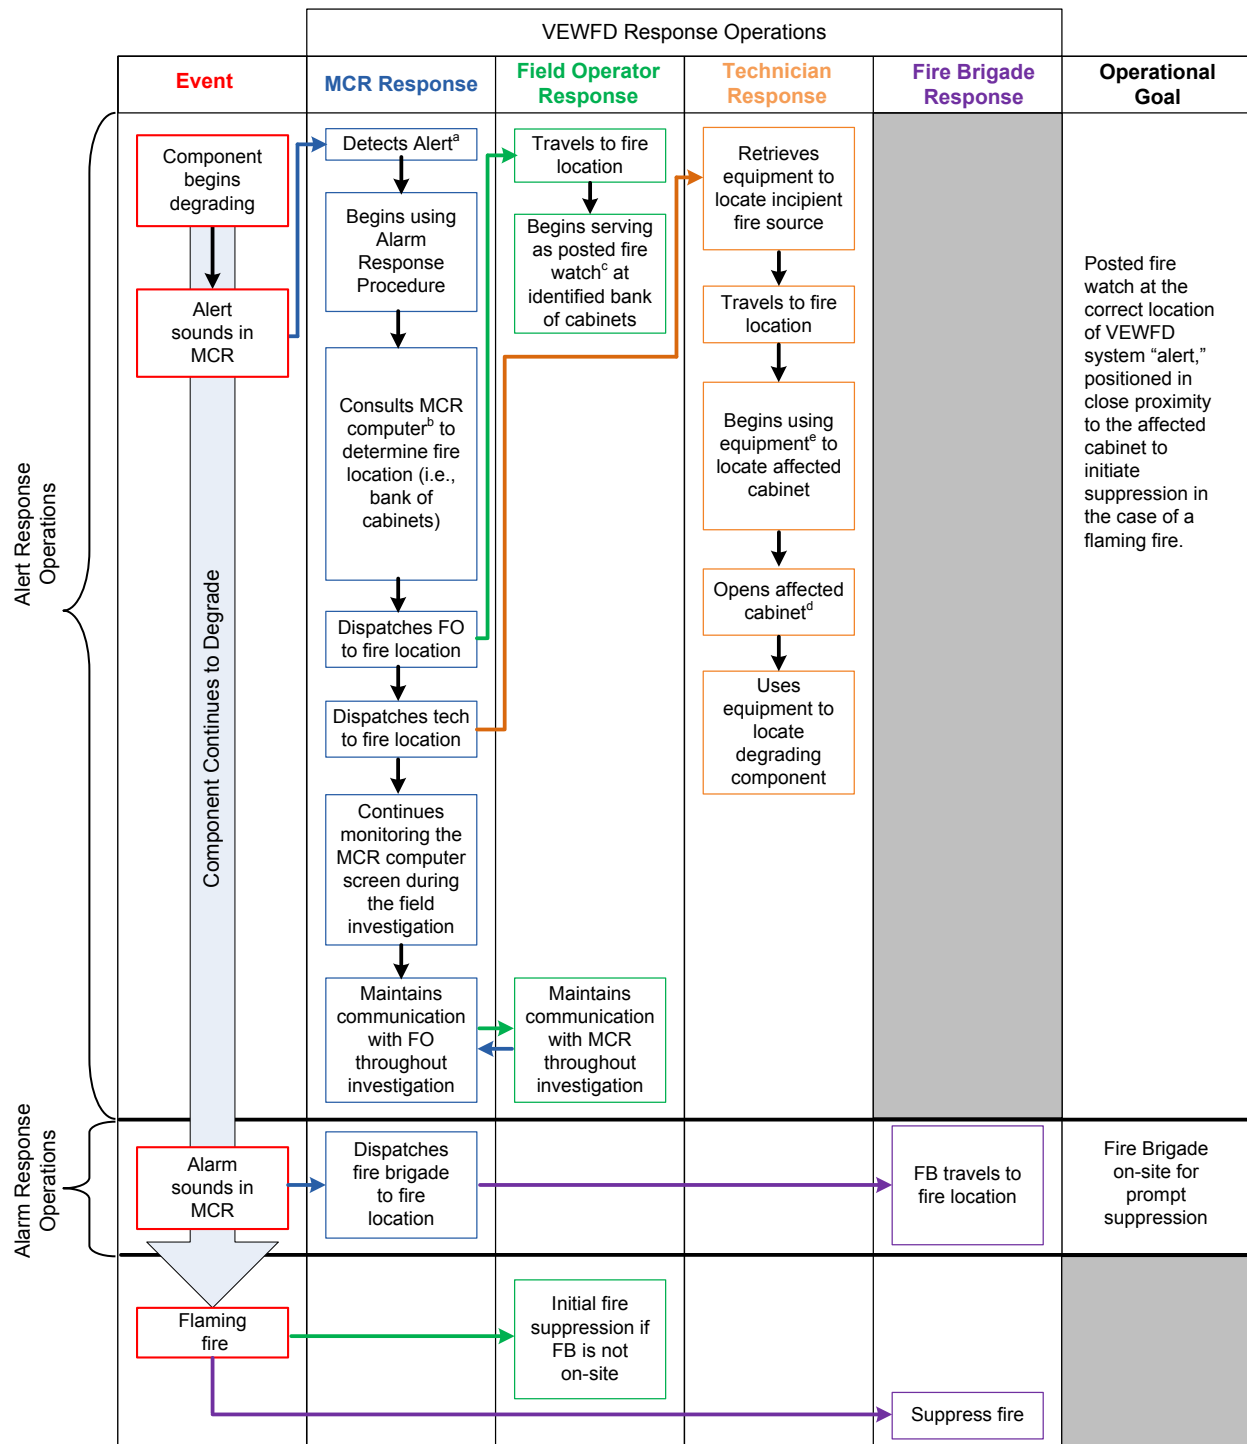 VEWFD Response Operations
Event
MCR Response
Field Operator
Response
Technician
Response
Fire Brigade
Response
Operational
Goal
Alert Response
Operations
Component
begins
degrading
Alert
sounds in
MCR
Component Continues to Degrade
Detects Alertᵃ
Begins using
Alarm
Response
Procedure
Consults MCR
computerᵇ to
determine fire
location (i.e.,
bank of
cabinets)
Dispatches FO
to fire location
Dispatches tech
to fire location
Continues
monitoring the
MCR computer
screen during
the field
investigation
Maintains
communication
with FO
throughout
investigation
Travels to fire
location
Begins serving
as posted fire
watchᶜ at
identified bank
of cabinets
Maintains
communication
with MCR
throughout
investigation
Retrieves
equipment to
locate incipient
fire source
Travels to fire
location
Begins using
equipmentᵉ to
locate affected
cabinet
Opens affected
cabinetᵈ
Uses
equipment to
locate
degrading
component
Posted fire
watch at the
correct location
of VEWFD
system “alert,”
positioned in
close proximity
to the affected
cabinet to
initiate
suppression in
the case of a
flaming fire.
Alarm Response
Operations
Alarm
sounds in
MCR
Dispatches
fire brigade
to fire
location
FB travels to
fire location
Fire Brigade
on-site for
prompt
suppression
Flaming
fire
Initial fire
suppression if
FB is not
on-site
Suppress fire